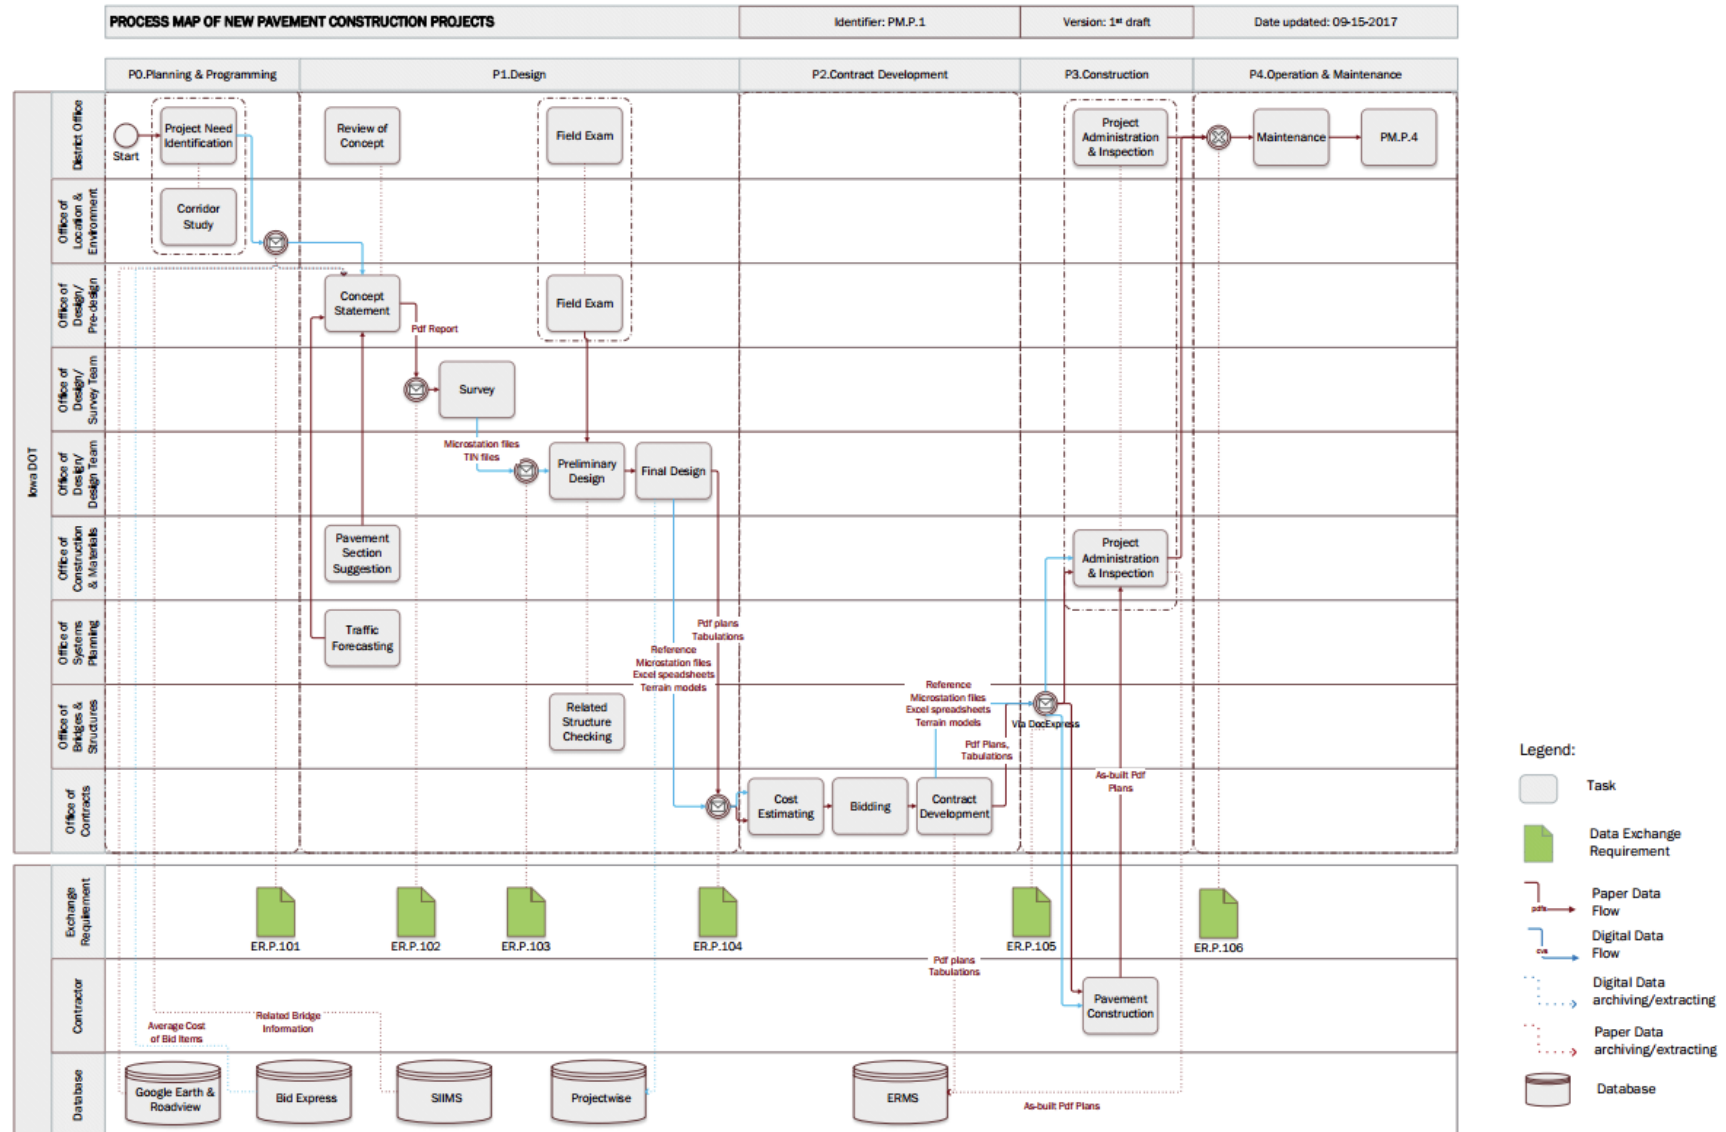 PROCESS MAP OF NEW PAVEMENT CONSTRUCTION PROJECTS
Identifier: PM.P.1
Version: 1st draft
Date updated: 09-15-2017
P0.Planning & Programming
P1.Design
P2.Contract Development
P3.Construction
P4.Operation & Maintenance
Iowa DOT
District Office
Start
Project Need
Identification
Review of
Concept
Field Exam
Project
Administration
& Inspection
Maintenance
PM.P.4
Office of
Location &
Environment
Corridor
Study
Office of
Design/
Pre-design
Concept
Statement
Pdf Report
Field Exam
Office of
Design/
Survey Team
Survey
Office of
Design/
Design Team
Microstation files
TIN files
Preliminary
Design
Final Design
Office of
Construction
& Materials
Pavement
Section
Suggestion
Project
Administration
& Inspection
Office of
Systems
Planning
Traffic
Forecasting
Pdf plans
Tabulations
Reference
Microstation files
Excel speadsheets
Terrain models
Office of
Bridges &
Structures
Related
Structure
Checking
Reference
Microstation files
Excel spreadsheets
Terrain models
Via DocExpress
Pdf Plans,
Tabulations
As-built Pdf
Plans
Office of
Contracts
Cost
Estimating
Bidding
Contract
Development
Exchange
Requirement
ER.P.101
ER.P.102
ER.P.103
ER.P.104
ER.P.105
ER.P.106
Contractor
Pdf plans
Tabulations
Pavement
Construction
Average Cost
of Bid Items
Related Bridge
Information
Database
Google Earth &
Roadview
Bid Express
SIIMS
Projectwise
ERMS
As-built Pdf Plans
Legend:
Task
Data Exchange
Requirement
pdfs
Paper Data
Flow
cvs
Digital Data
Flow
Digital Data
archiving/extracting
Paper Data
archiving/extracting
Database